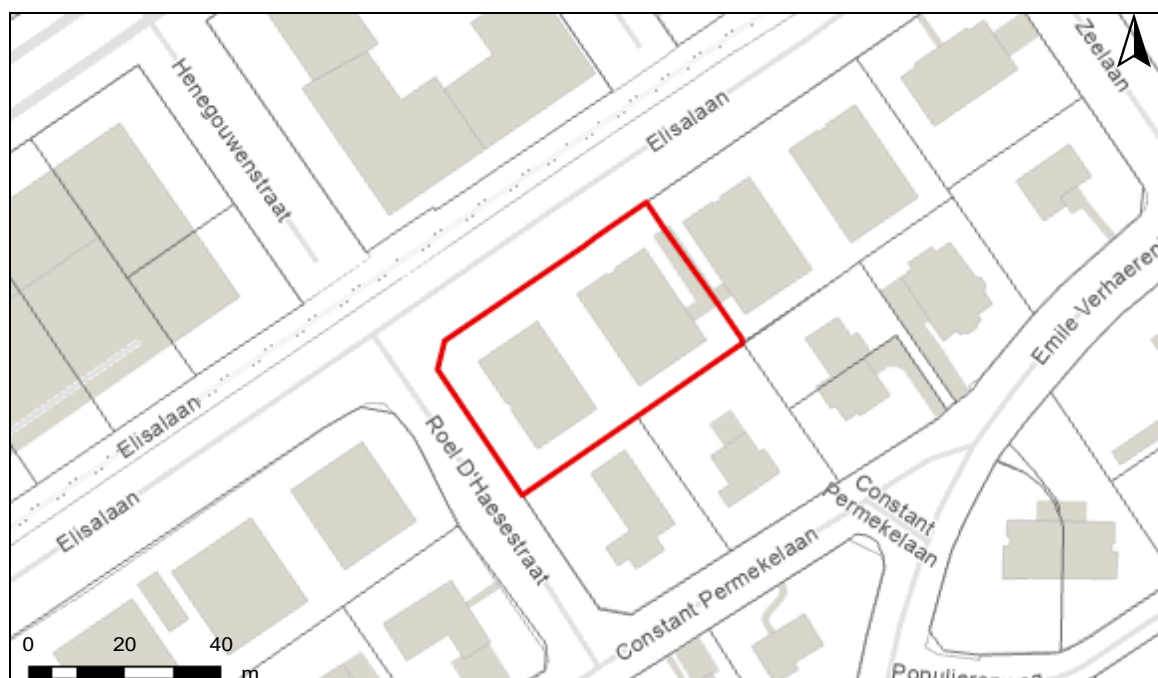 Zeelaan
Henegouwenstraat
Elisalaan
Emile Verhaeren
Elisalaan
Roel D'Haesestraat
Elisalaan
Constant
Permekelaan
Constant Permekelaan
0 20 40
m